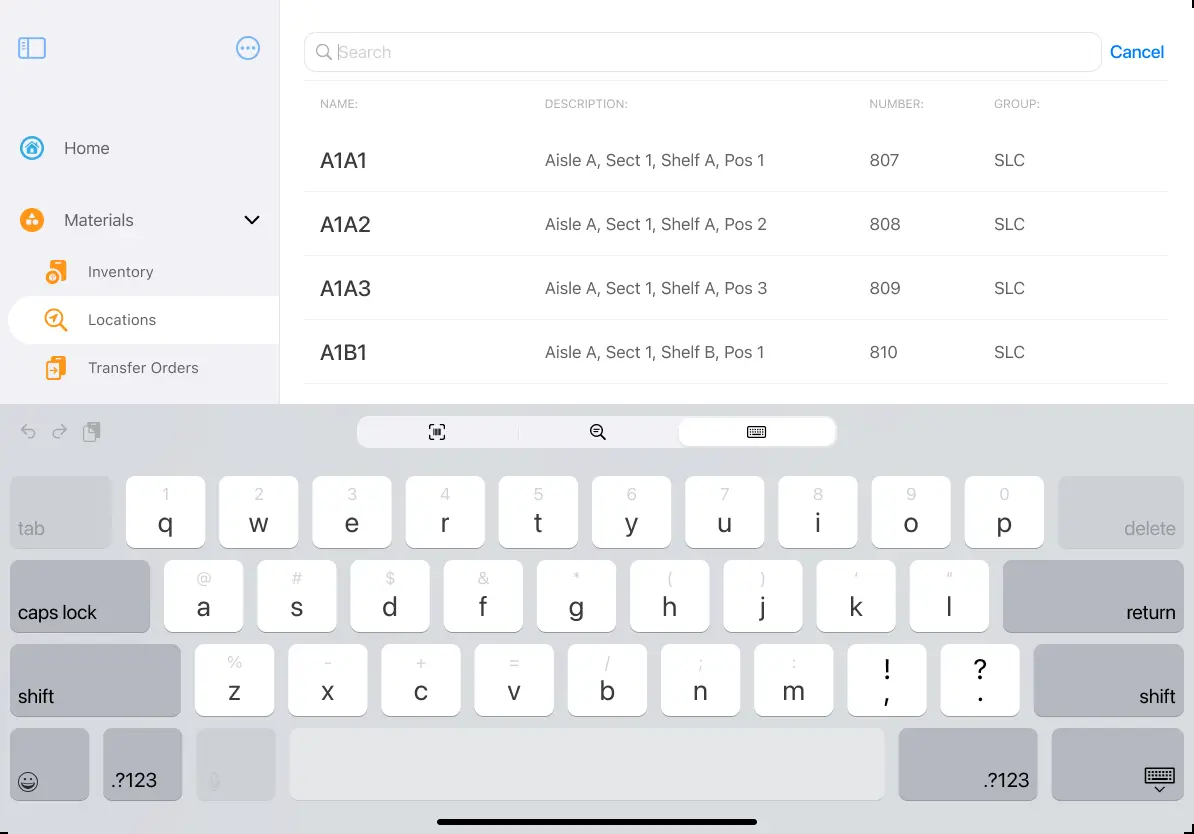 Search
Cancel
NAME: DESCRIPTION: NUMBER: GROUP:
Home
A1A1 Aisle A, Sect 1, Shelf A, Pos 1 807 SLC
Materials
A1A2 Aisle A, Sect 1, Shelf A, Pos 2 808 SLC
Inventory
A1A3 Aisle A, Sect 1, Shelf A, Pos 3 809 SLC
Locations
A1B1 Aisle A, Sect 1, Shelf B, Pos 1 810 SLC
Transfer Orders
1 2 3 4 5 6 7 8 9 0
tab q w e r t y u i o p delete
@ # $ & * ( ) ‘ “
caps lock a s d f g h j k l return
% - + = / ; : ! ?
shift z x c v b n m , . shift
.?123 .?123